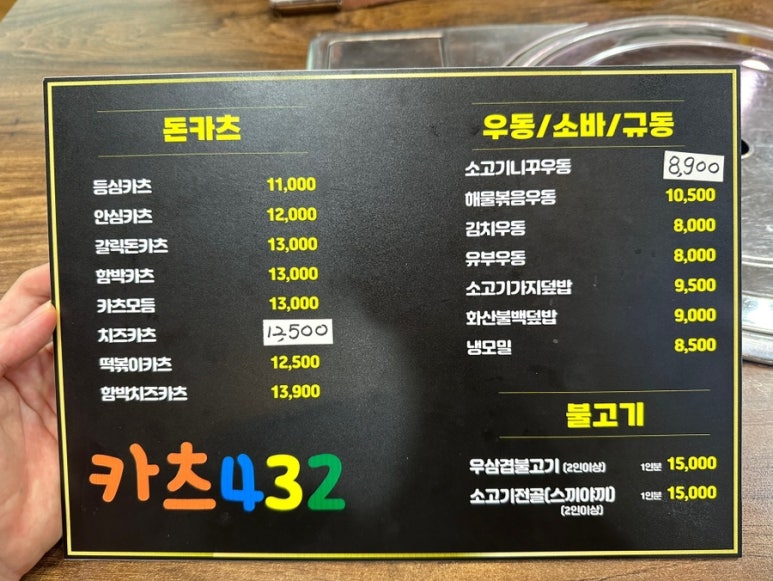 돈카츠
등심카츠 11,000
안심카츠 12,000
갈릭돈카츠 13,000
함박카츠 13,000
카츠모듬 13,000
치즈카츠 13,500
떡볶이카츠 12,500
함박치즈카츠 13,900
카츠432
우동/소바/규동
소고기니꾸우동 8,900
해물볶음우동 10,500
김치우동 8,000
유부우동 8,000
소고기가지덮밥 9,500
화산불백덮밥 9,000
냉모밀 8,500
불고기
우삼겹불고기 (2인이상) 1인분 15,000
소고기전골(스끼야끼) 1인분 15,000
(2인이상)